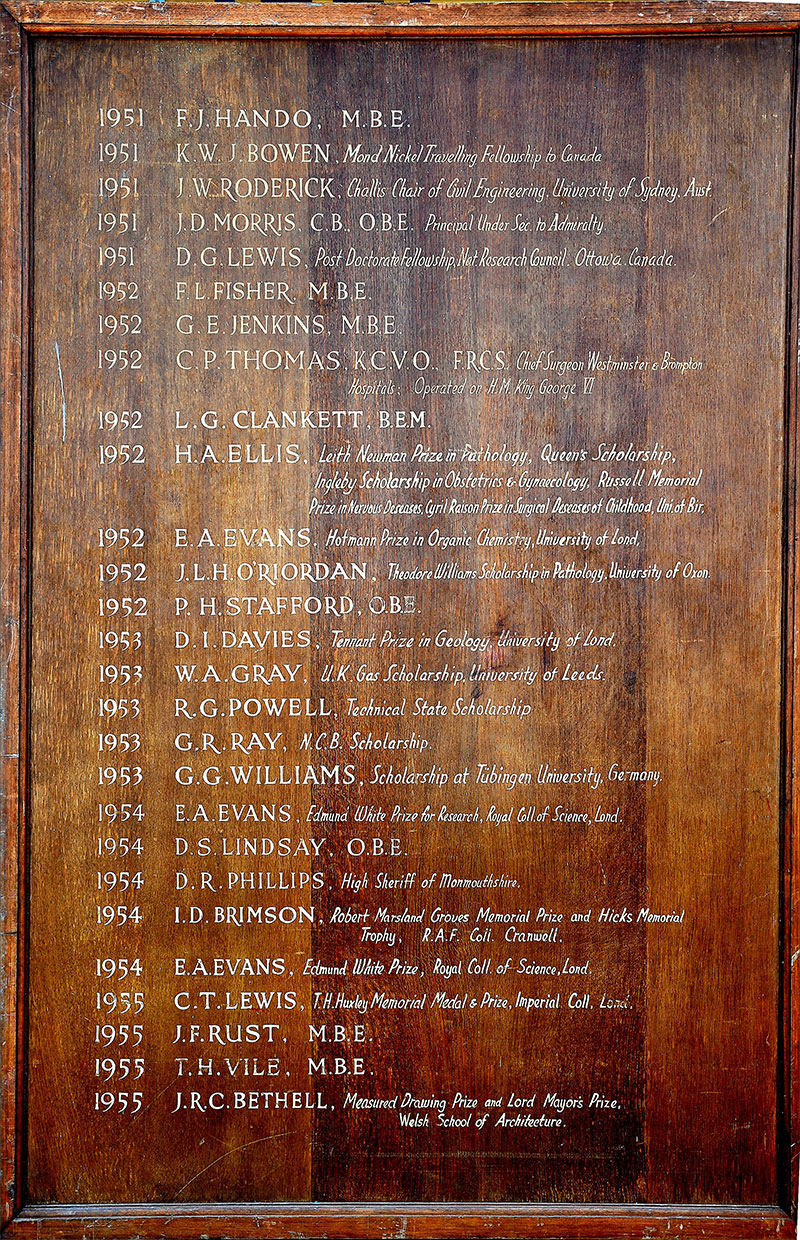 1951 F.J. HANDO, M.B.E.
1951 K.W.J. BOWEN, Mond Nickel Travelling Fellowship to Canada
1951 J.W. RODERICK, Challis Chair of Civil Engineering, University of Sydney, Aust.
1951 J.D. MORRIS, C.B., O.B.E. Principal Under Sec. to Admiralty.
1951 D.G. LEWIS, Post Doctorate Fellowship, Nat Research Council. Ottowa. Canada.
1952 F.L. FISHER, M.B.E.
1952 G.E. JENKINS, M.B.E.
1952 C.P. THOMAS, K.C.V.O., F.R.C.S. Chief Surgeon Westminster & Brompton
Hospitals; Operated on H.M. King George VI
1952 L.G. CLANKETT, B.E.M.
1952 H.A. ELLIS, Leith Newman Prize in Pathology, Queen's Scholarship,
Ingleby Scholarship in Obstetrics & Gynaecology, Russell Memorial
Prize in Nervous Deseases, Cyril Raison Prize in Surgical Deseases of Childhood, Uni. of Bir,
1952 E.A. EVANS, Hofmann Prize in Organic Chemistry, University of Lond,
1952 J.L.H. O'RIORDAN, Theodore Williams Scholarship in Pathology, University of Oxon.
1952 P.H. STAFFORD, O.B.E.
1953 D.I. DAVIES, Tennant Prize in Geology, University of Lond.
1953 W.A. GRAY, U.K. Gas Scholarship, University of Leeds.
1953 R.G. POWELL, Technical State Scholarship
1953 G.R. RAY, N.C.B. Scholarship.
1953 G.G. WILLIAMS, Scholarship at Tübingen University, Germany.
1954 E.A. EVANS, Edmund White Prize for Research, Royal Coll. of Science, Lond.
1954 D.S. LINDSAY, O.B.E.
1954 D.R. PHILLIPS, High Sheriff of Monmouthshire.
1954 I.D. BRIMSON, Robert Marsland Groves Memorial Prize and Hicks Memorial
Trophy, R.A.F. Coll. Cranwell.
1954 E.A. EVANS, Edmund White Prize, Royal Coll. of Science, Lond.
1955 C.T. LEWIS, T.H. Huxley Memorial Medal & Prize, Imperial Coll. Lond.
1955 J.F. RUST, M.B.E.
1955 T.H. VILE, M.B.E.
1955 J.R.C. BETHELL, Measured Drawing Prize and Lord Mayor's Prize,
Welsh School of Architecture.